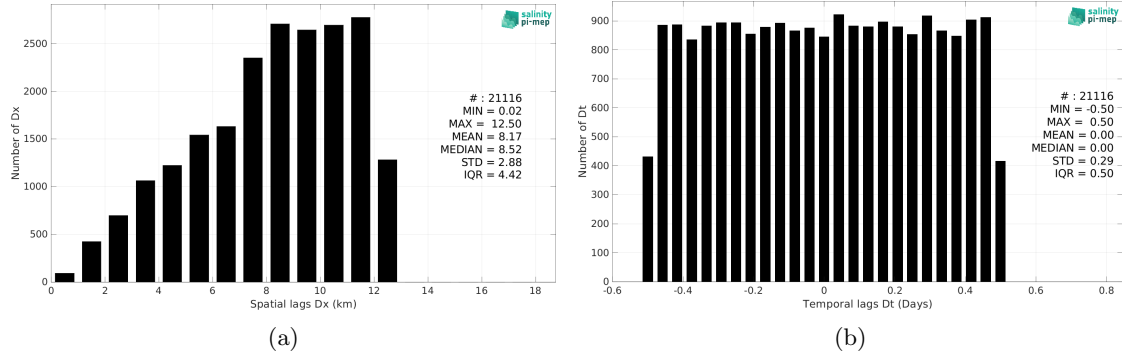 salinity
pi-mep
Number of Dx
2500
2000
1500
1000
500
0
# : 21116
MIN = 0.02
MAX = 12.50
MEAN = 8.17
MEDIAN = 8.52
STD = 2.88
IQR = 4.42
0 2 4 6 8 10 12 14 16 18
Spatial lags Dx (km)
(a)
salinity
pi-mep
Number of Dt
900
800
700
600
500
400
300
200
100
0
# : 21116
MIN = -0.50
MAX = 0.50
MEAN = 0.00
MEDIAN = 0.00
STD = 0.29
IQR = 0.50
-0.6 -0.4 -0.2 0 0.2 0.4 0.6 0.8
Temporal lags Dt (Days)
(b)